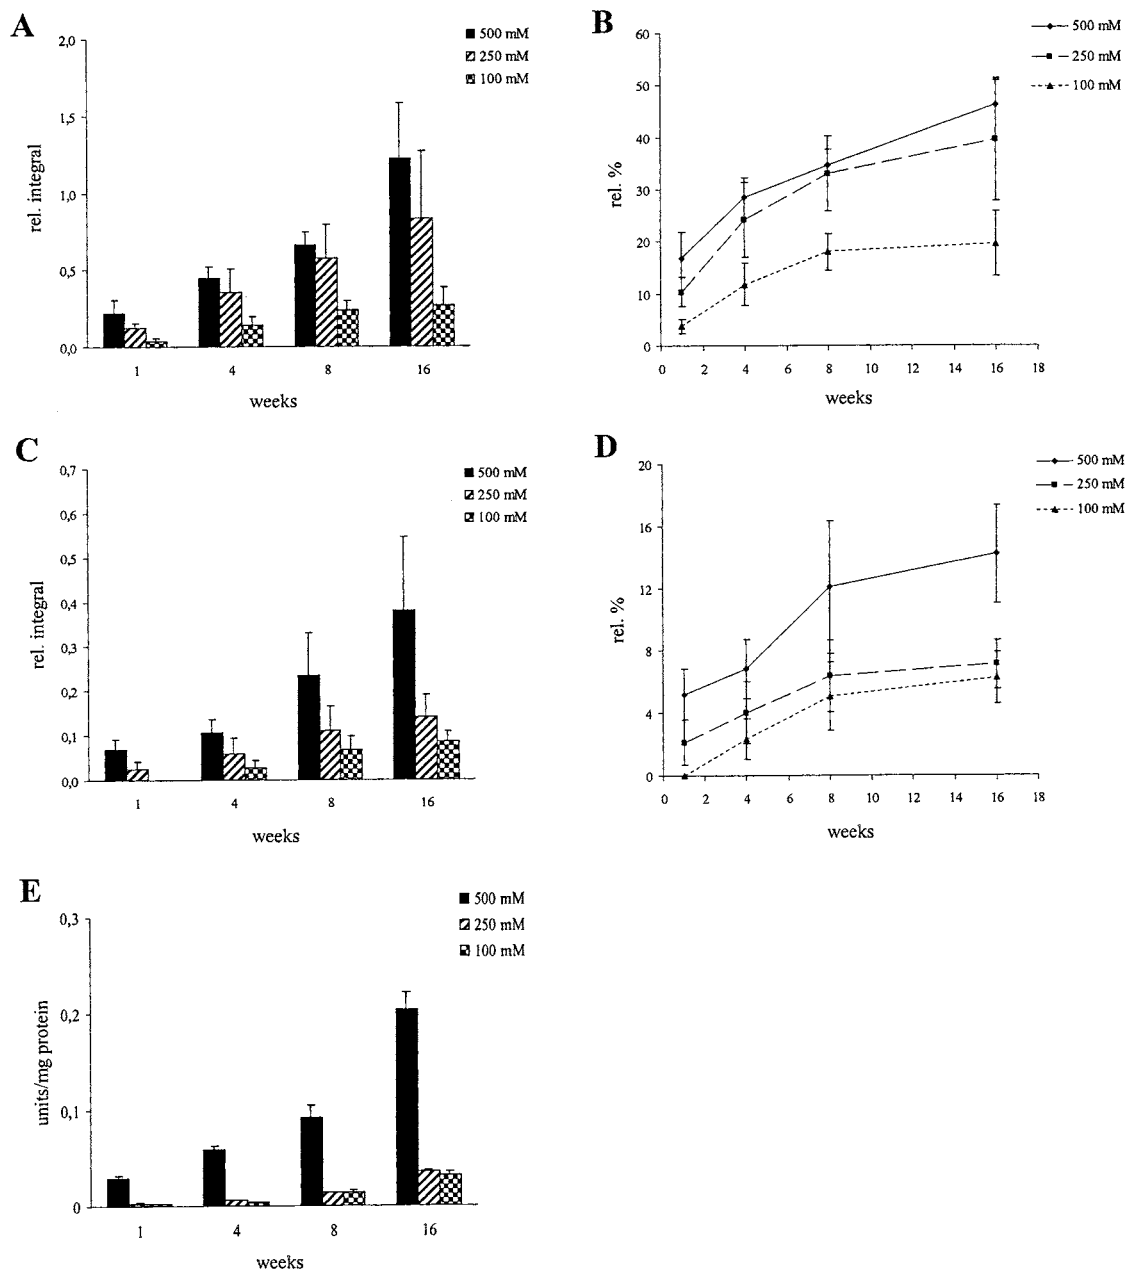 A
500 mM
250 mM
100 mM
2,0
1,5
1,0
0,5
0,0
rel. integral
1 4 8 16
weeks
B
500 mM
250 mM
100 mM
60
50
40
30
20
10
0
rel. %
0 2 4 6 8 10 12 14 16 18
weeks
C
500 mM
250 mM
100 mM
0,7
0,6
0,5
0,4
0,3
0,2
0,1
0,0
rel. integral
1 4 8 16
weeks
D
500 mM
250 mM
100 mM
20
16
12
8
4
0
rel. %
0 2 4 6 8 10 12 14 16 18
weeks
E
500 mM
250 mM
100 mM
0,3
0,2
0,1
0
units/mg protein
1 4 8 16
weeks